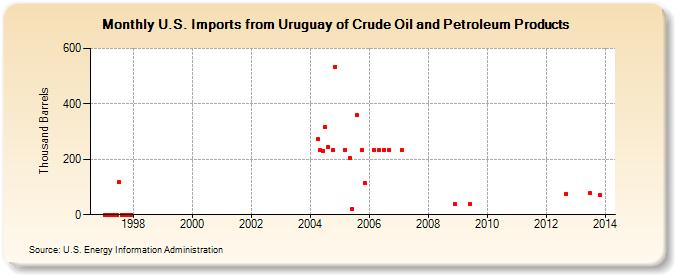 Monthly U.S. Imports from Uruguay of Crude Oil and Petroleum Products
Thousand Barrels
600
400
200
0
1998 2000 2002 2004 2006 2008 2010 2012 2014
Source: U.S. Energy Information Administration